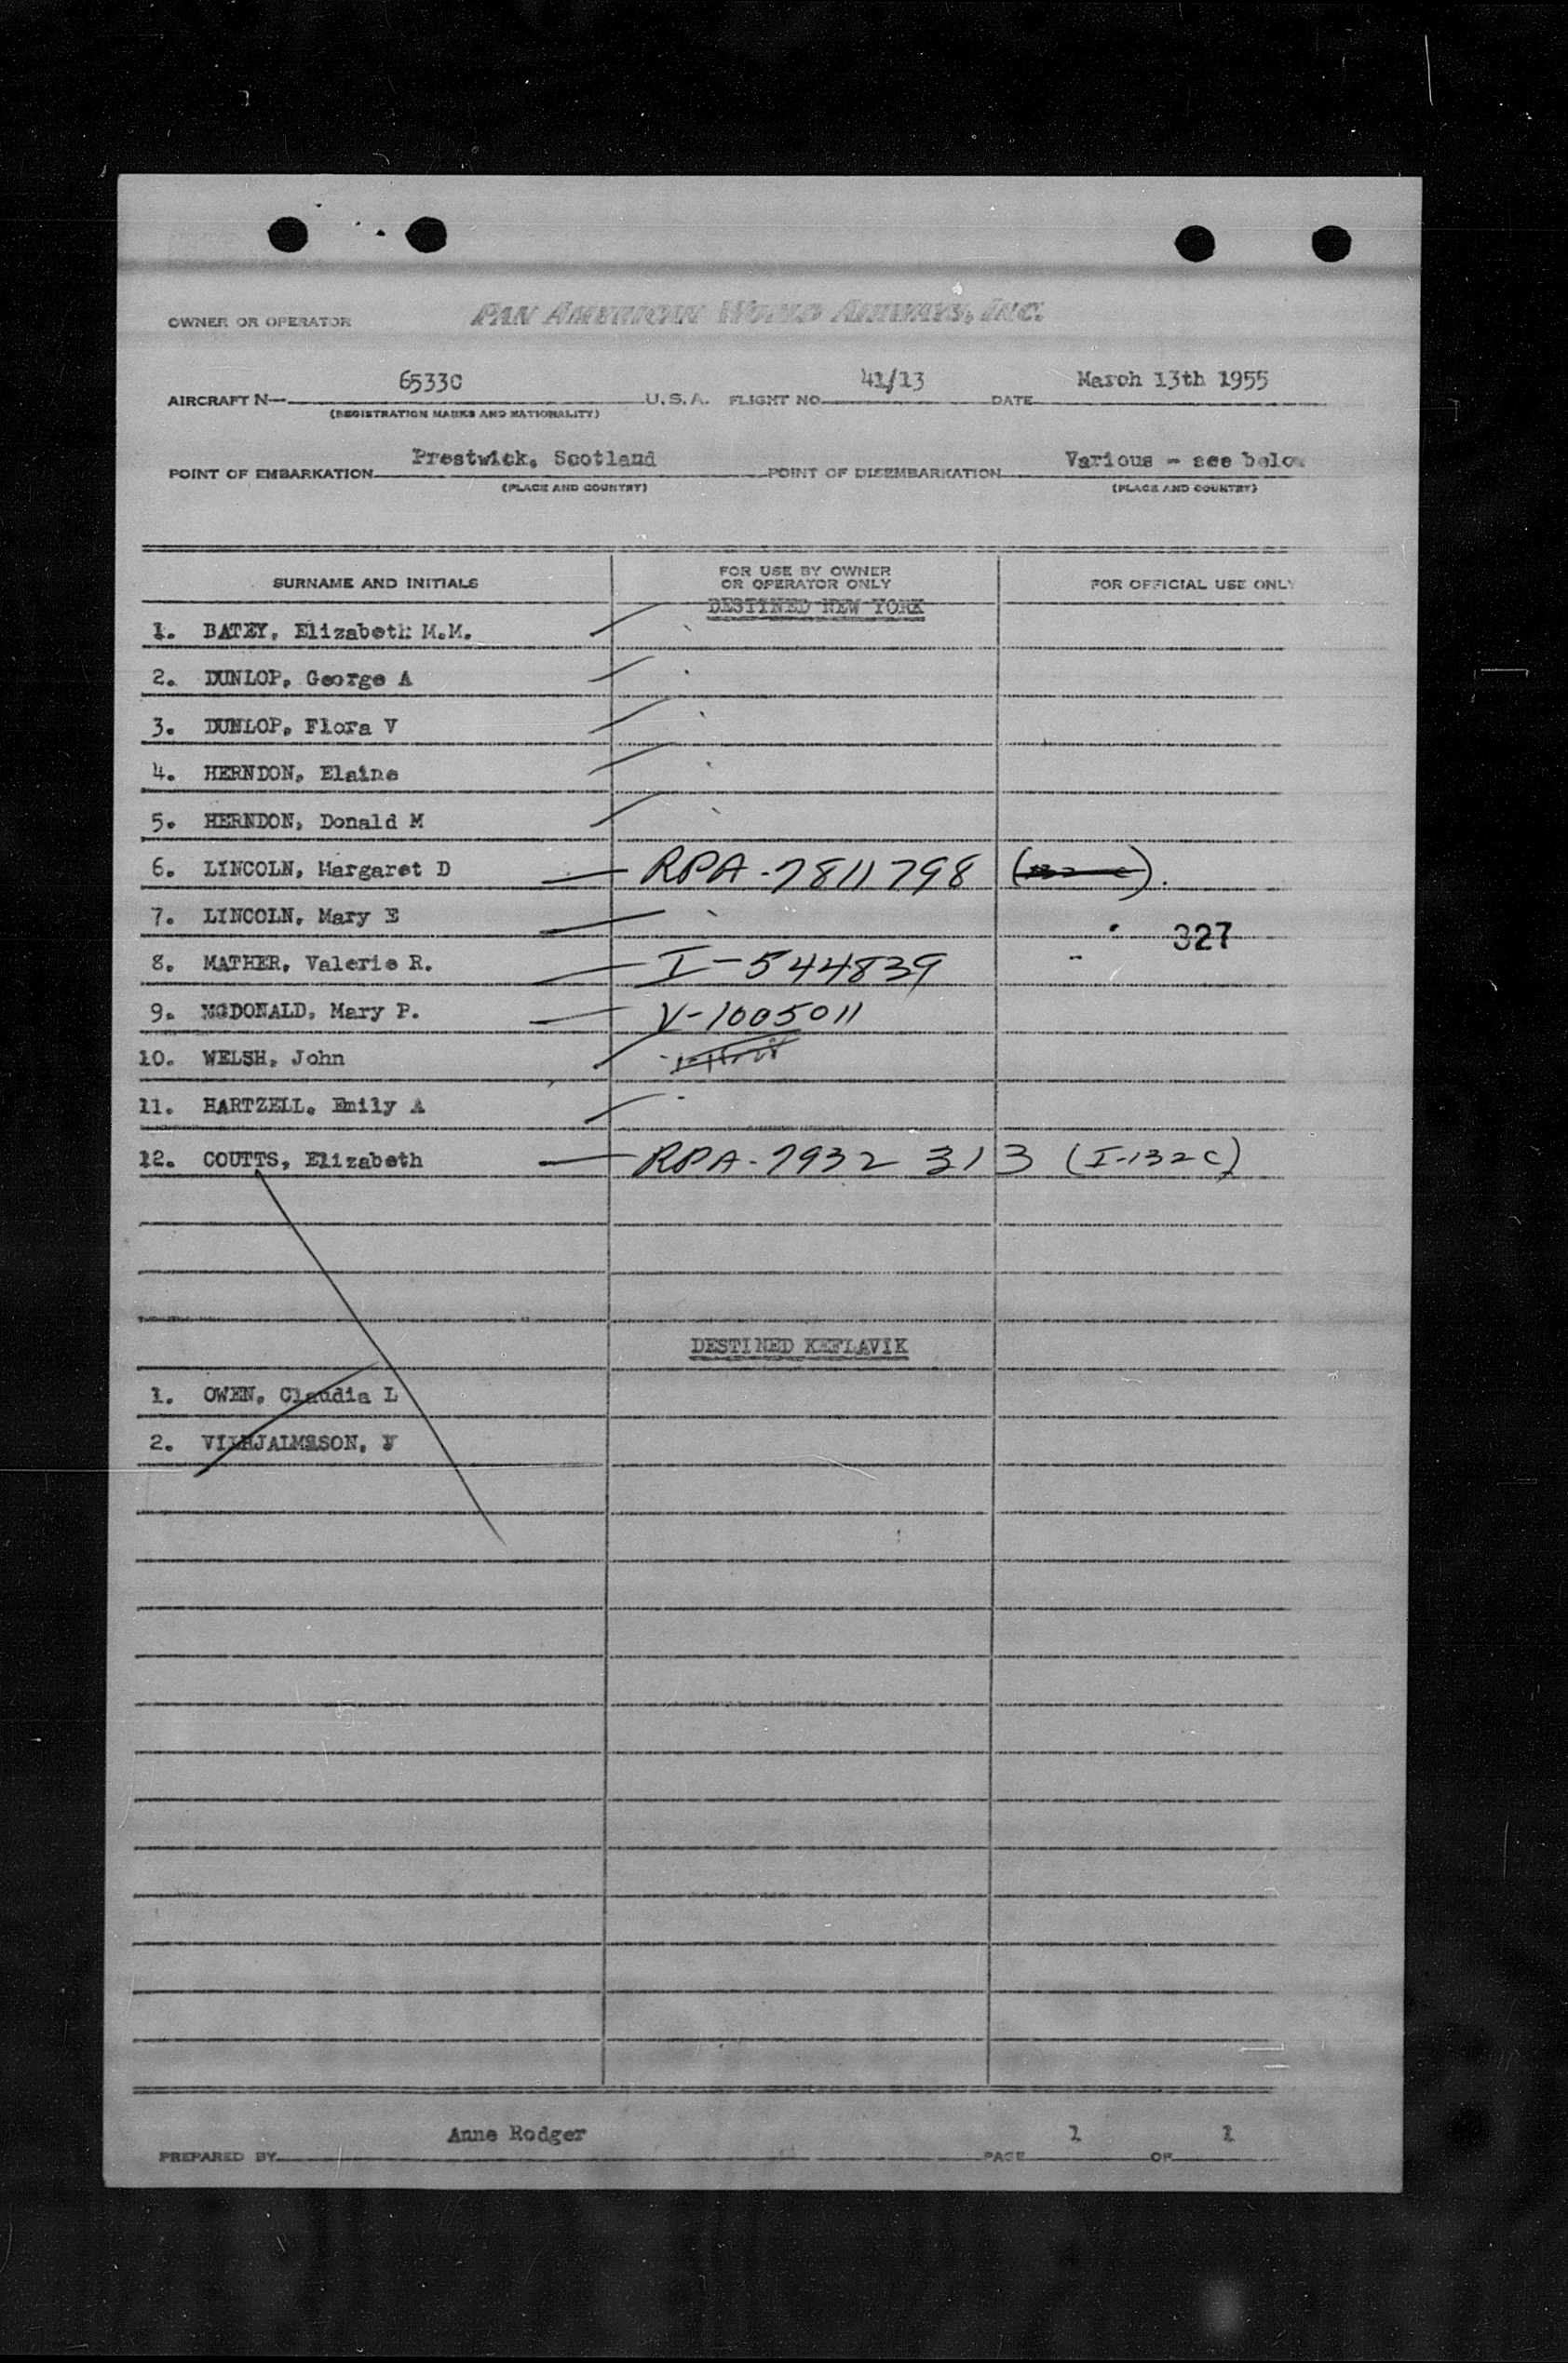 OWNER OR OPERATOR PAN AMERICAN WORLD AIRWAYS, INC.
AIRCRAFT N— 6533C U.S.A. FLIGHT NO. 41/13 DATE March 13th 1955
(REGISTRATION MARKS AND NATIONALITY)
POINT OF EMBARKATION Prestwick, Scotland POINT OF DISEMBARKATION Various - see below
(PLACE AND COUNTRY) (PLACE AND COUNTRY)
SURNAME AND INITIALS FOR USE BY OWNER OR OPERATOR ONLY FOR OFFICIAL USE ONLY
DESTINED NEW YORK
1. BATEY, Elizabeth M.M.
2. DUNLOP, George A
3. DUNLOP, Flora V
4. HERNDON, Elaine
5. HERNDON, Donald M
6. LINCOLN, Margaret D RPA-7811798
7. LINCOLN, Mary E
327
8. MATHER, Valerie R. I-544839
9. MCDONALD, Mary P. V-1005011
10. WELSH, John
11. HARTZELL, Emily A
12. COUTTS, Elizabeth RPA-7932 313 (I-132C)
DESTINED KEFLAVIK
1. OWEN, Claudia L
2. VILHJALMSSON,
PREPARED BY Anne Rodger PAGE 1 OF 1